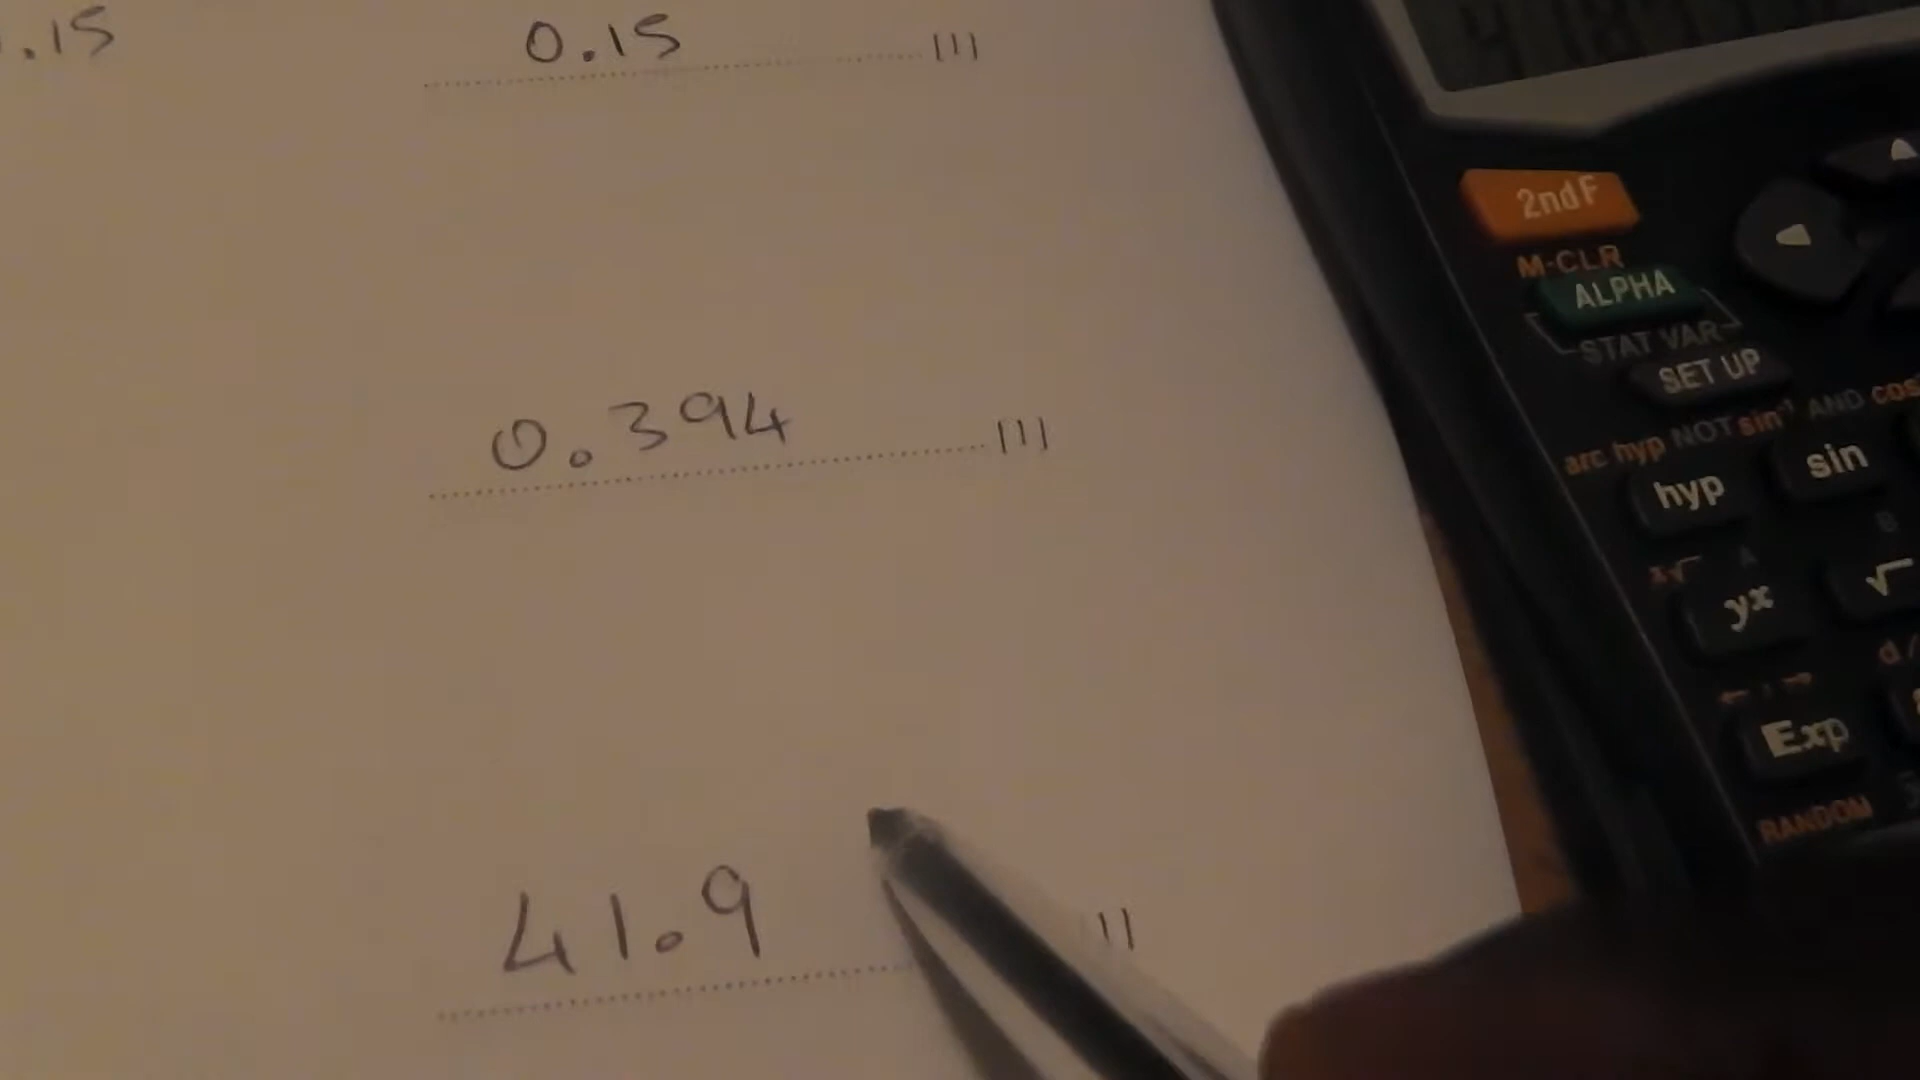 .15
0.15 [1]
0.394 [1]
41.9
2ndF
M-CLR
ALPHA
STAT VAR
SET UP
arc hyp NOT sin⁻¹ AND cos
hyp sin
B
x√ A
yx √
d/
Exp
RANDOM